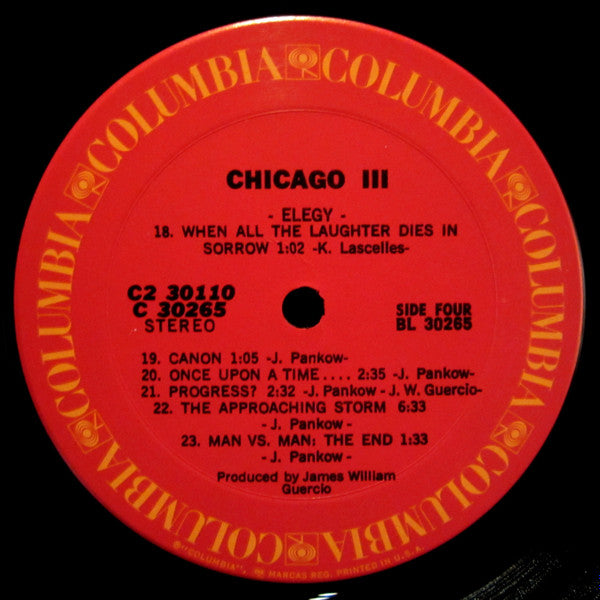 COLUMBIA COLUMBIA COLUMBIA COLUMBIA COLUMBIA COLUMBIA
CHICAGO III
- ELEGY -
18. WHEN ALL THE LAUGHTER DIES IN
SORROW 1:02 -K. Lascelles-
C2 30110
C 30265
STEREO
SIDE FOUR
BL 30265
19. CANON 1:05 -J. Pankow-
20. ONCE UPON A TIME.... 2:35 -J. Pankow-
21. PROGRESS? 2:32 -J. Pankow - J.W. Guercio-
22. THE APPROACHING STORM 6:33
- J. Pankow -
23. MAN VS. MAN: THE END 1:33
- J. Pankow -
Produced by James William
Guercio
®"COLUMBIA", ® MARCAS REG. PRINTED IN U.S.A.